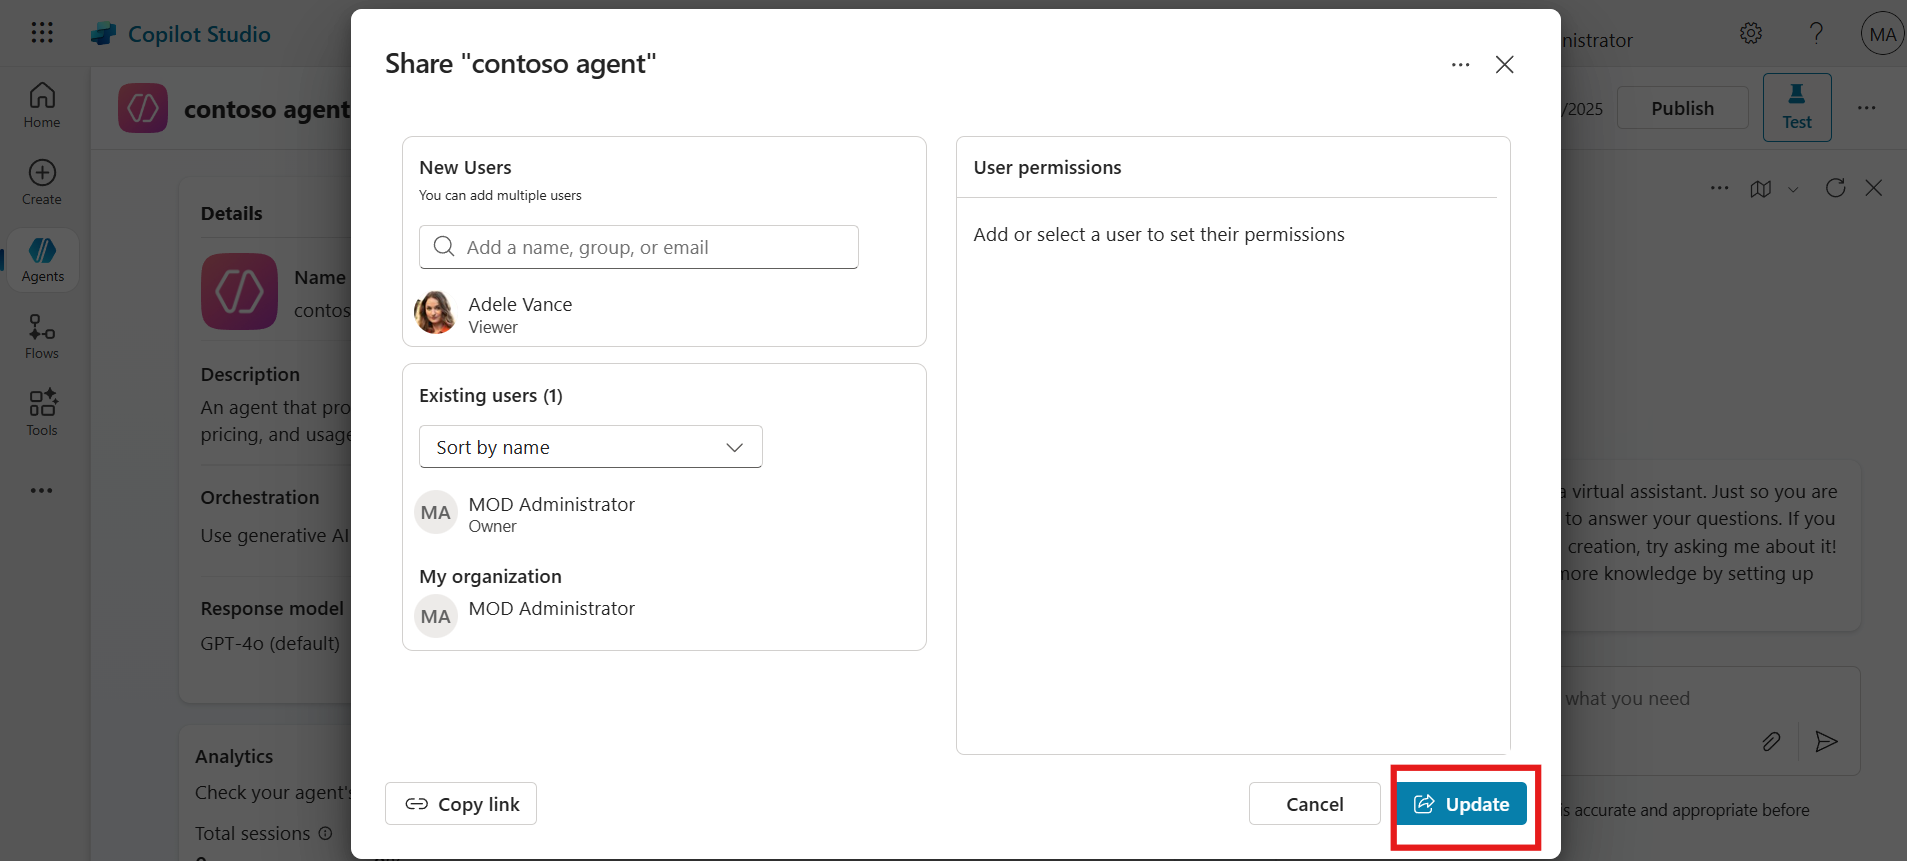 Copilot Studio
nistrator
MA
Home
Create
Agents
Flows
Tools
contoso agent
/2025
Publish
Test
Details
Name
contos
Description
An agent that pro
pricing, and usage
Orchestration
Use generative AI
Response model
GPT-4o (default)
Analytics
Check your agent's
Total sessions
Share "contoso agent"
New Users
You can add multiple users
Add a name, group, or email
Adele Vance
Viewer
Existing users (1)
Sort by name
MA
MOD Administrator
Owner
My organization
MA
MOD Administrator
User permissions
Add or select a user to set their permissions
Copy link
Cancel
Update
a virtual assistant. Just so you are
to answer your questions. If you
creation, try asking me about it!
more knowledge by setting up
what you need
s accurate and appropriate before